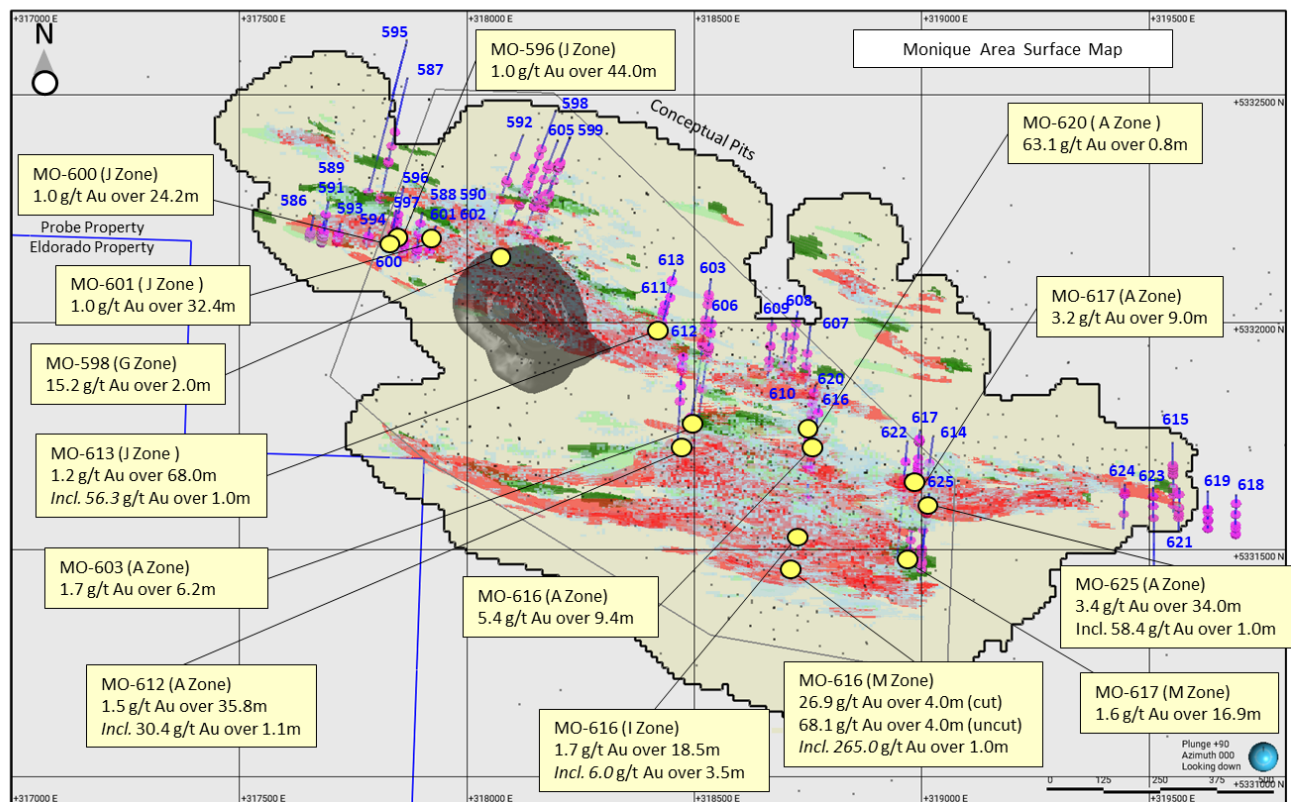 +317000 E
+317500 E
+318000 E
+318500 E
+319000 E
+319500 E
N
595
587
MO-596 (J Zone)
1.0 g/t Au over 44.0m
Monique Area Surface Map
+5332500 N
Conceptual Pits
598
592
605 599
MO-620 ( A Zone )
63.1 g/t Au over 0.8m
MO-600 (J Zone)
1.0 g/t Au over 24.2m
589
591
586
593
594
596
597
588 590
601 602
600
Probe Property
Eldorado Property
MO-601 ( J Zone )
1.0 g/t Au over 32.4m
613
603
611
606
612
609
608
607
+5332000 N
MO-617 (A Zone)
3.2 g/t Au over 9.0m
MO-598 (G Zone)
15.2 g/t Au over 2.0m
620
610
616
617
622
614
615
625
624
623
619
618
621
MO-613 (J Zone )
1.2 g/t Au over 68.0m
Incl. 56.3 g/t Au over 1.0m
+5331500 N
MO-603 (A Zone)
1.7 g/t Au over 6.2m
MO-616 (A Zone)
5.4 g/t Au over 9.4m
MO-625 (A Zone)
3.4 g/t Au over 34.0m
Incl. 58.4 g/t Au over 1.0m
MO-612 (A Zone)
1.5 g/t Au over 35.8m
Incl. 30.4 g/t Au over 1.1m
MO-616 (I Zone)
1.7 g/t Au over 18.5m
Incl. 6.0 g/t Au over 3.5m
MO-616 (M Zone)
26.9 g/t Au over 4.0m (cut)
68.1 g/t Au over 4.0m (uncut)
Incl. 265.0 g/t Au over 1.0m
MO-617 (M Zone)
1.6 g/t Au over 16.9m
Plunge +90
Azimuth 000
Looking down
0 125 250 375 500
+5331000 N
+317000 E
+317500 E
+318000 E
+318500 E
+319000 E
+319500 E